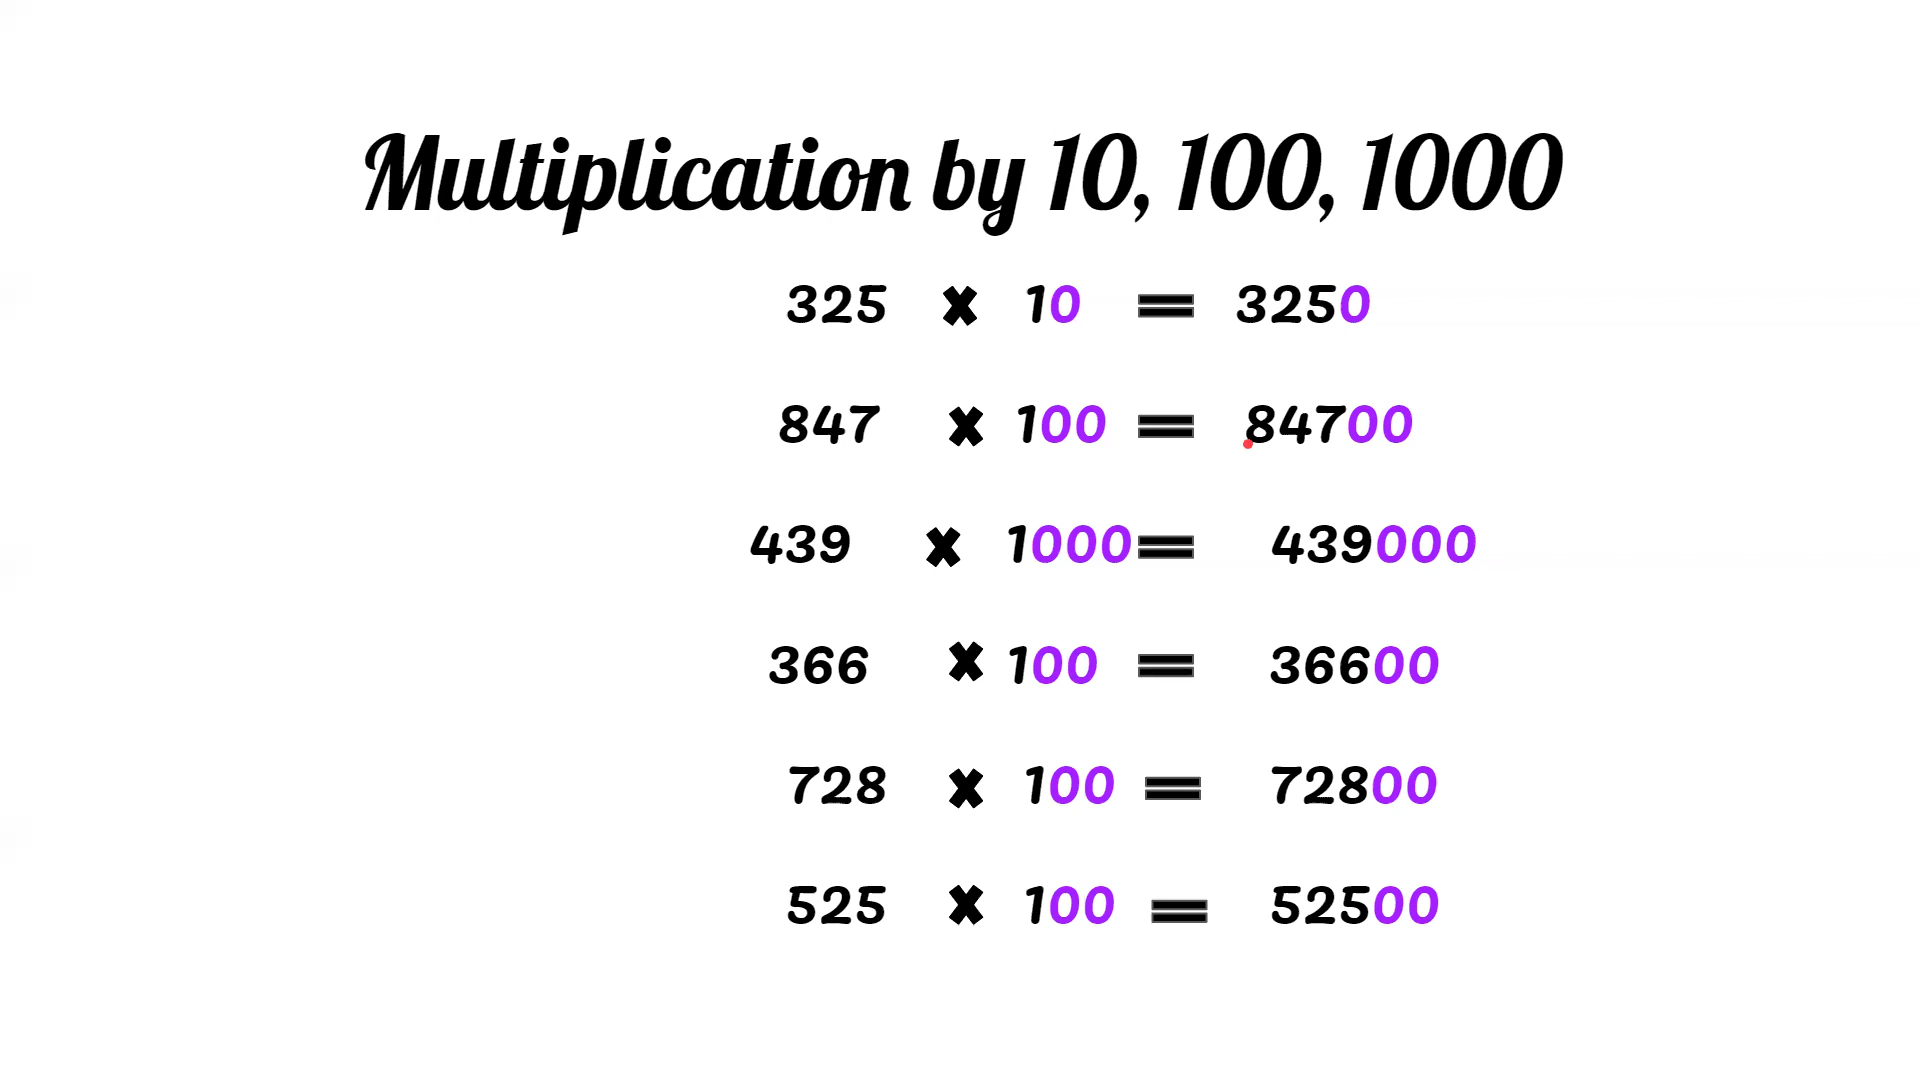 Multiplication by 10, 100, 1000
325 × 10 = 3250
847 × 100 = 84700
439 × 1000 = 439000
366 × 100 = 36600
728 × 100 = 72800
525 × 100 = 52500